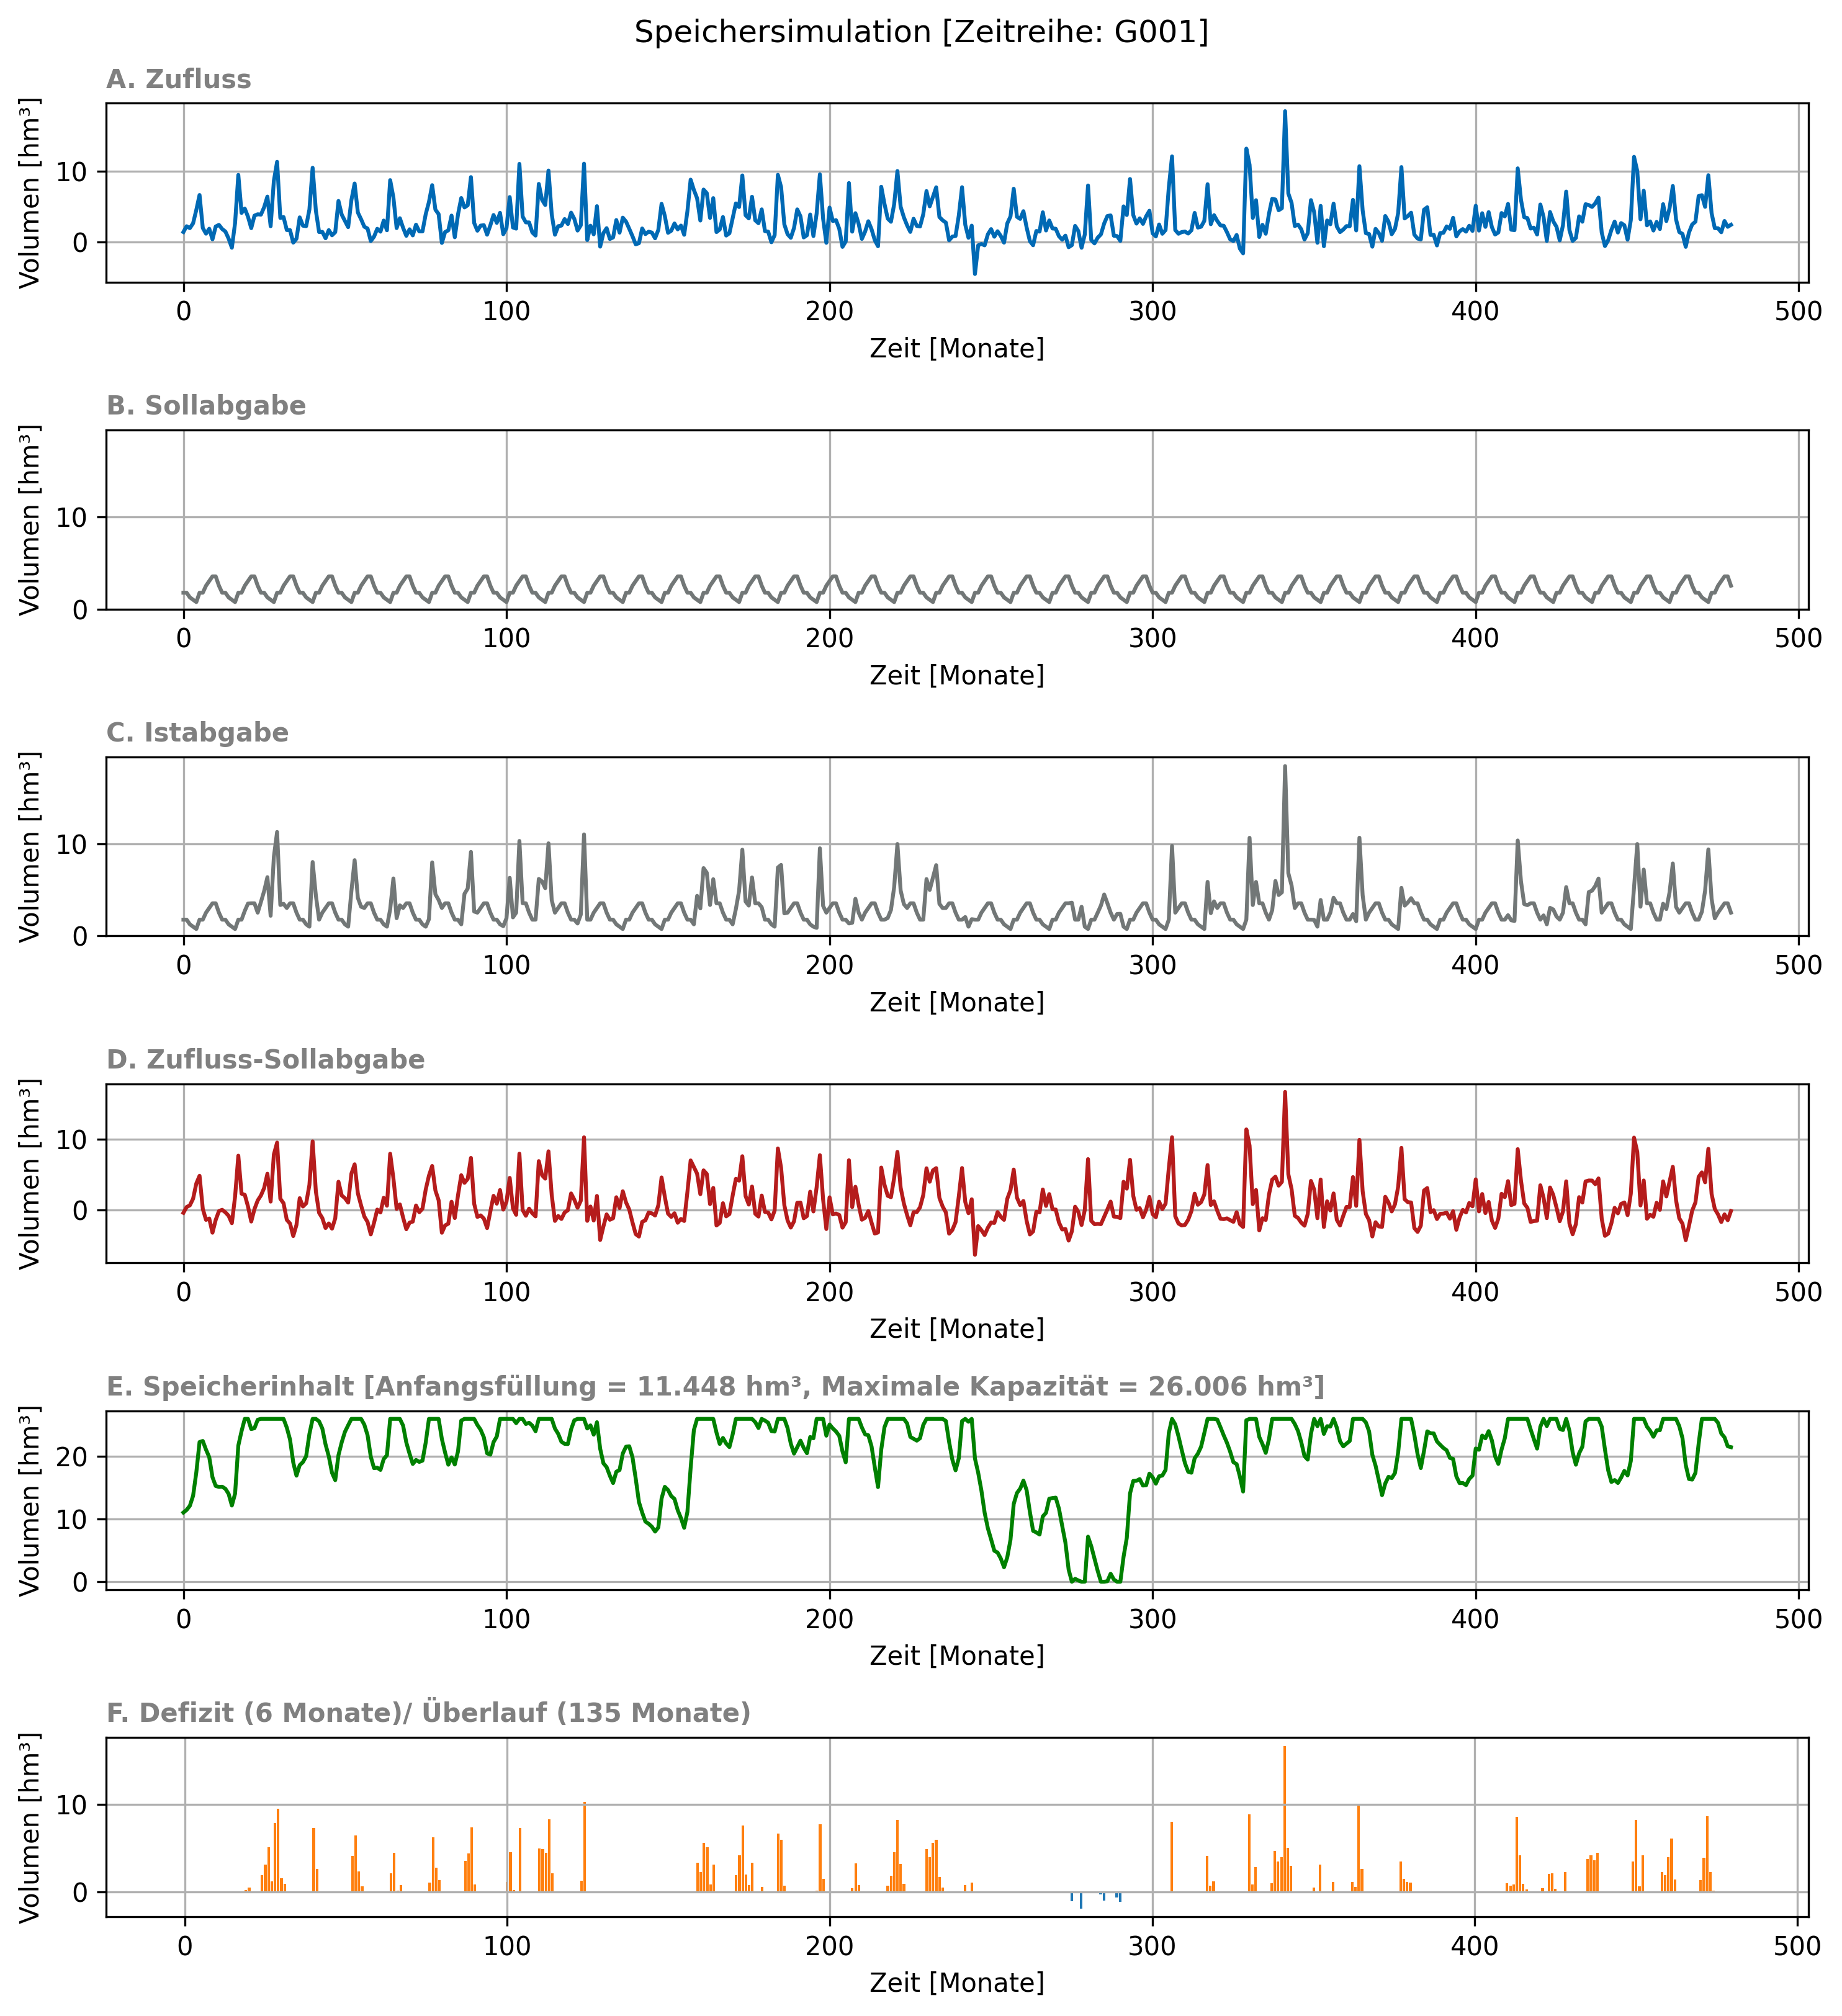 Speichersimulation [Zeitreihe: G001]
A. Zufluss
Volumen [hm³]
10
0
0 100 200 300 400 500
Zeit [Monate]
B. Sollabgabe
Volumen [hm³]
10
0
0 100 200 300 400 500
Zeit [Monate]
C. Istabgabe
Volumen [hm³]
10
0
0 100 200 300 400 500
Zeit [Monate]
D. Zufluss-Sollabgabe
Volumen [hm³]
10
0
0 100 200 300 400 500
Zeit [Monate]
E. Speicherinhalt [Anfangsfüllung = 11.448 hm³, Maximale Kapazität = 26.006 hm³]
Volumen [hm³]
20
10
0
0 100 200 300 400 500
Zeit [Monate]
F. Defizit (6 Monate)/ Überlauf (135 Monate)
Volumen [hm³]
10
0
0 100 200 300 400 500
Zeit [Monate]